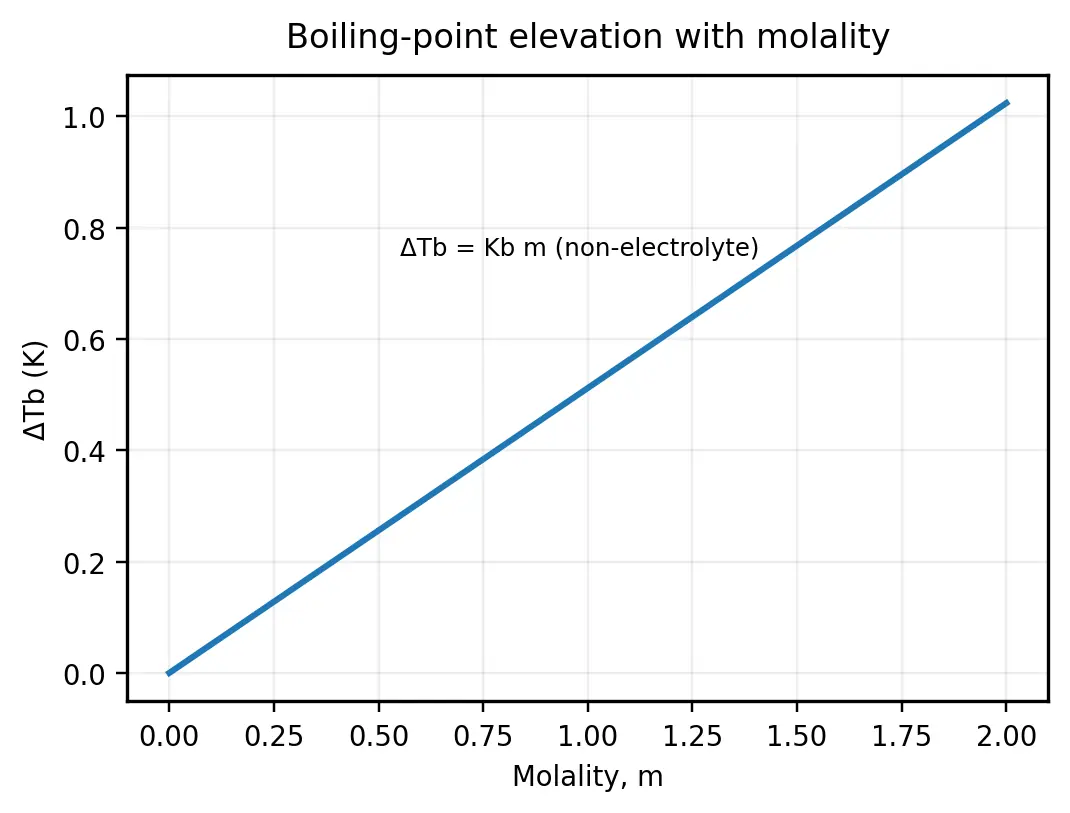 Boiling-point elevation with molality
1.0
0.8
ΔTb = Kb m (non-electrolyte)
0.6
ΔTb (K)
0.4
0.2
0.0
0.00 0.25 0.50 0.75 1.00 1.25 1.50 1.75 2.00
Molality, m